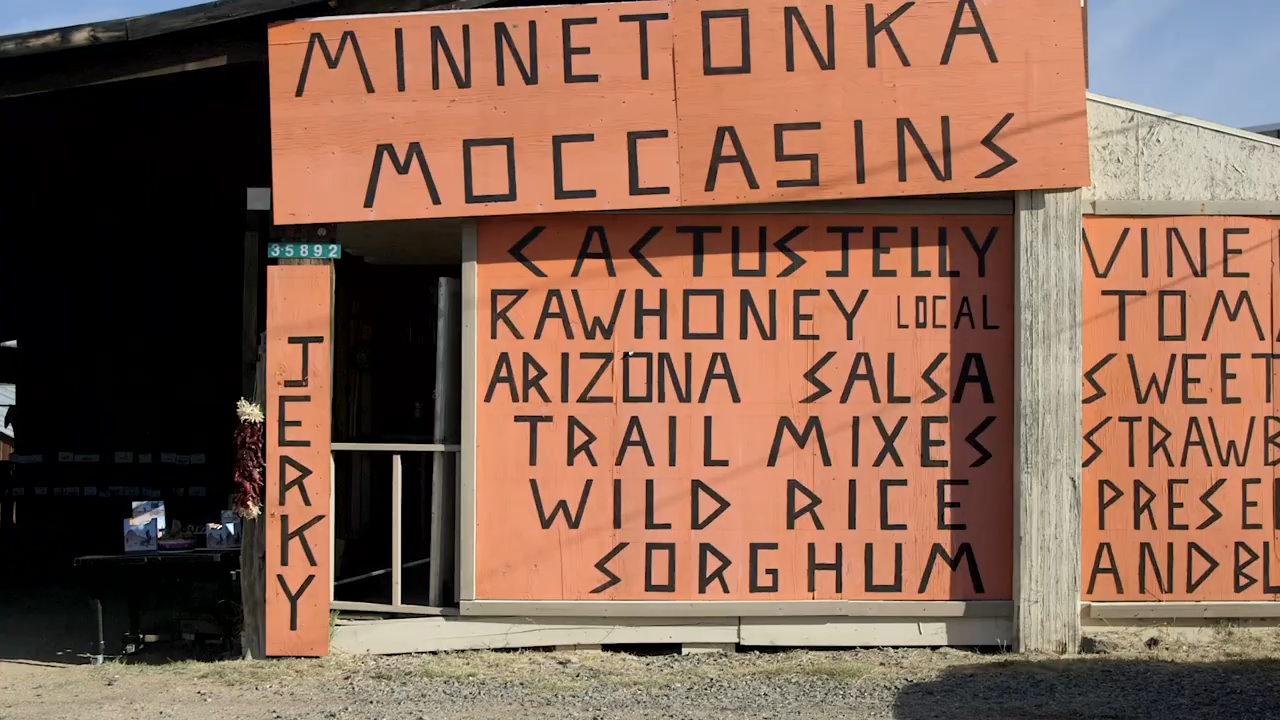 MINNETONKA
MOCCASINS
35892
JERKY
CACTUS JELLY
RAW HONEY LOCAL
ARIZONA SALSA
TRAIL MIXES
WILD RICE
SORGHUM
VINE
TOM
SWEET
STRAWB
PRESE
AND BL